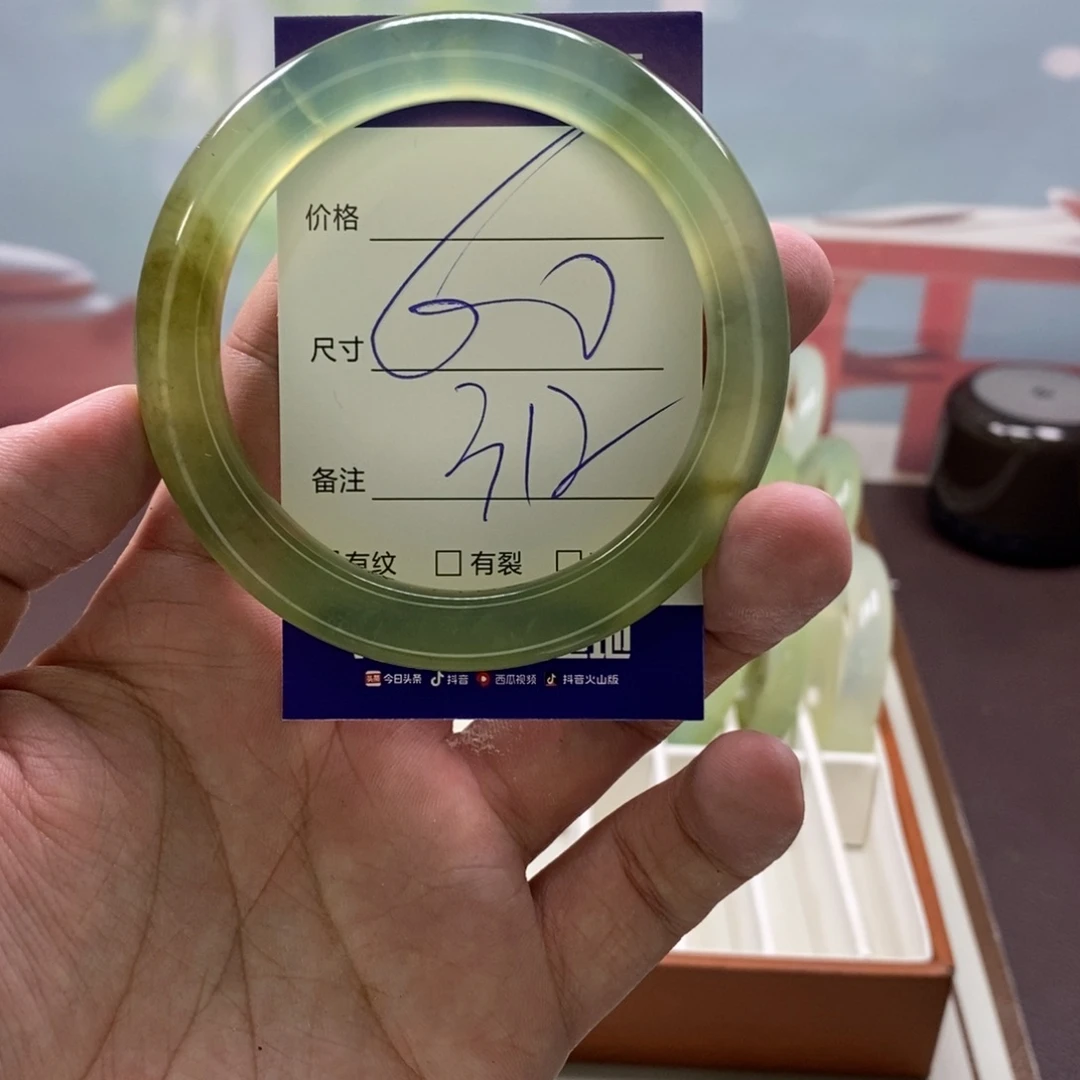 价格
尺寸 60
备注 312
有纹 有裂
今日头条 抖音 西瓜视频 抖音火山版